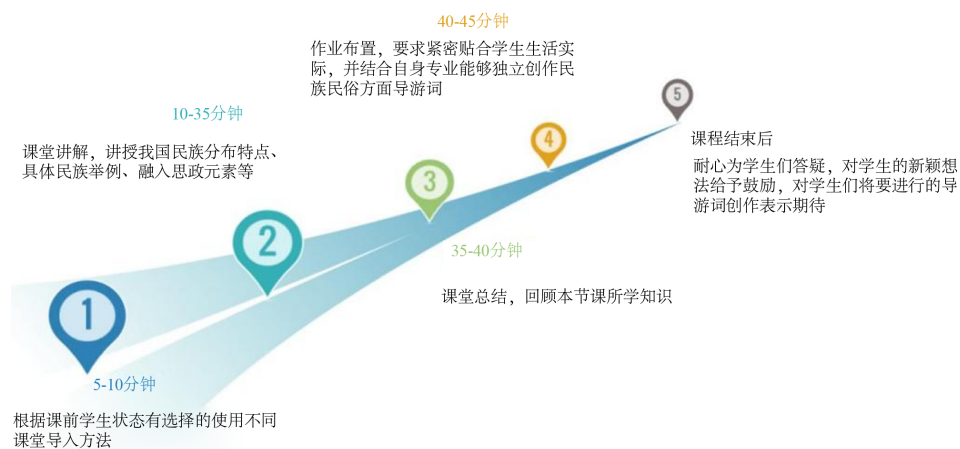 1
5-10分钟
根据课前学生状态有选择的使用不同
课堂导入方法
2
10-35分钟
课堂讲解，讲授我国民族分布特点、
具体民族举例、融入思政元素等
3
35-40分钟
课堂总结，回顾本节课所学知识
4
40-45分钟
作业布置，要求紧密贴合学生生活实
际，并结合自身专业能够独立创作民
族民俗方面导游词
5
课程结束后
耐心为学生们答疑，对学生的新颖想
法给予鼓励，对学生们将要进行的导
游词创作表示期待